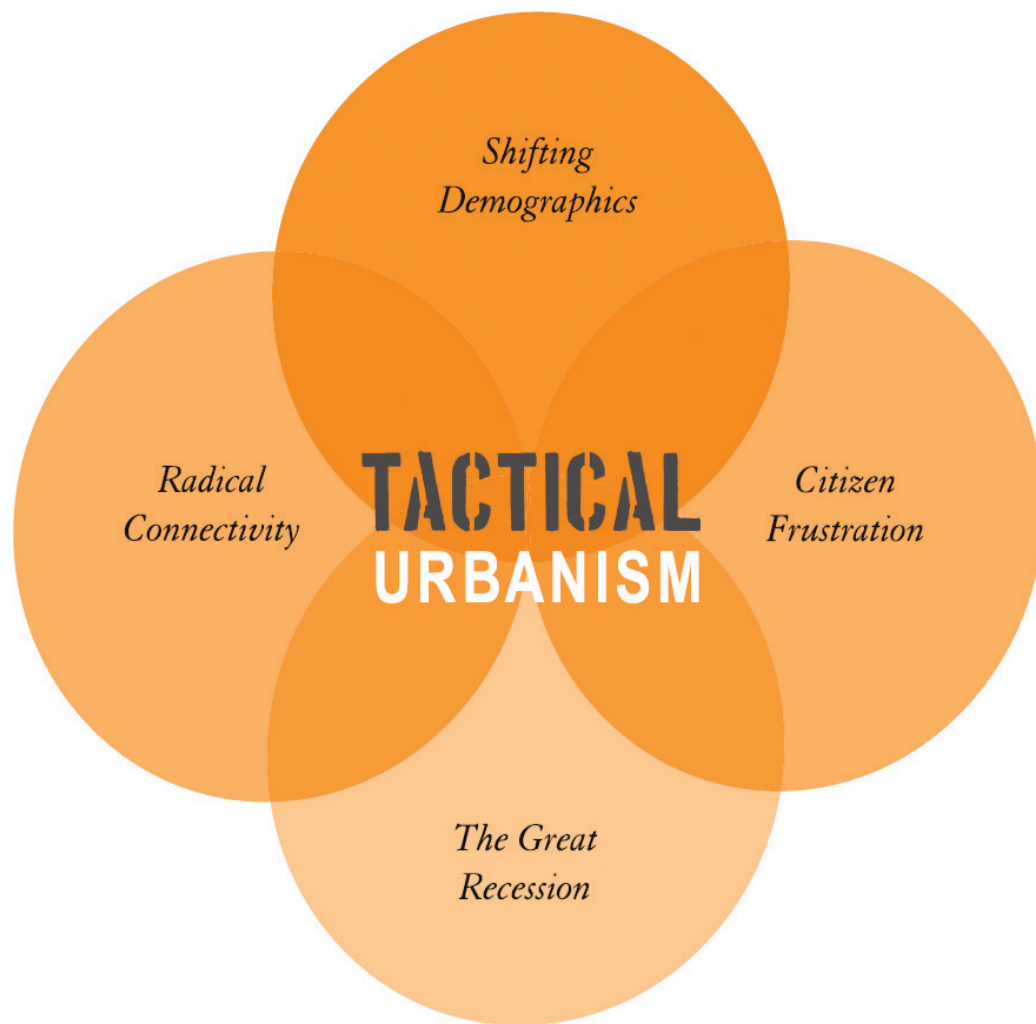 Shifting
Demographics
Radical
Connectivity
TACTICAL
URBANISM
Citizen
Frustration
The Great
Recession